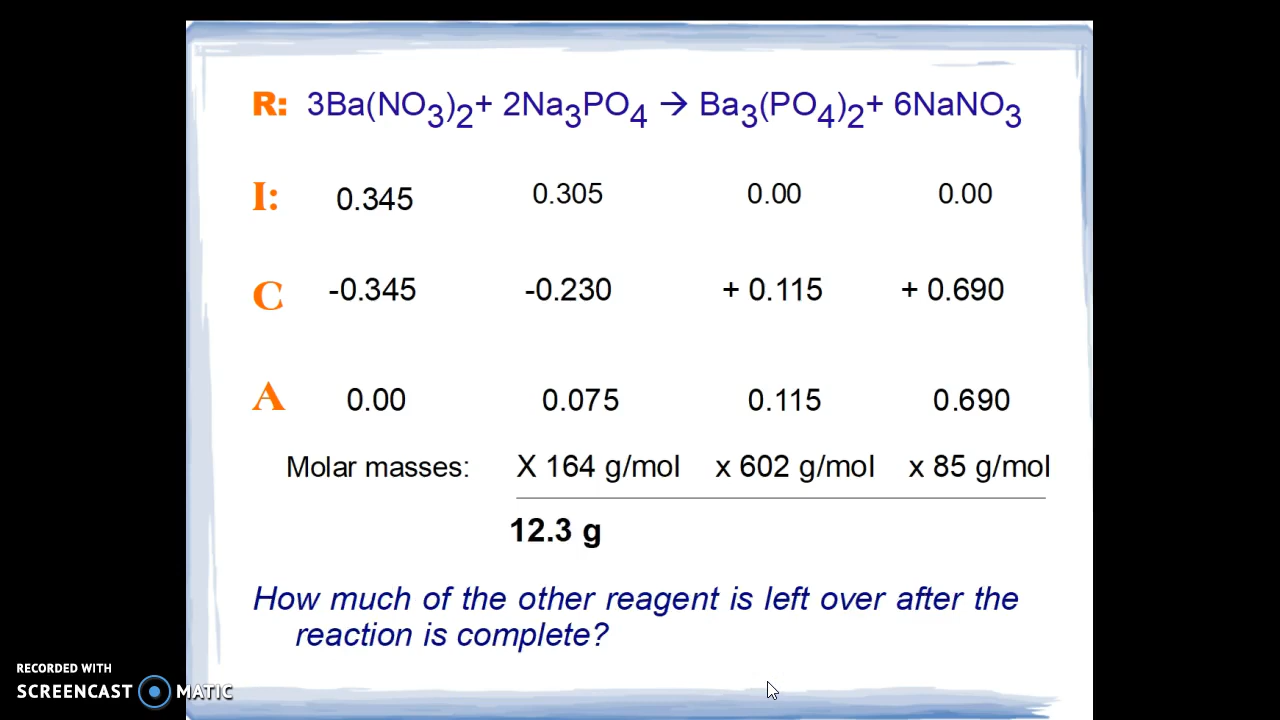 R: 3Ba(NO3)2+ 2Na3PO4 → Ba3(PO4)2+ 6NaNO3
I: 0.345 0.305 0.00 0.00
C -0.345 -0.230 + 0.115 + 0.690
A 0.00 0.075 0.115 0.690
Molar masses: X 164 g/mol x 602 g/mol x 85 g/mol
12.3 g
How much of the other reagent is left over after the
reaction is complete?
RECORDED WITH
SCREENCAST MATIC